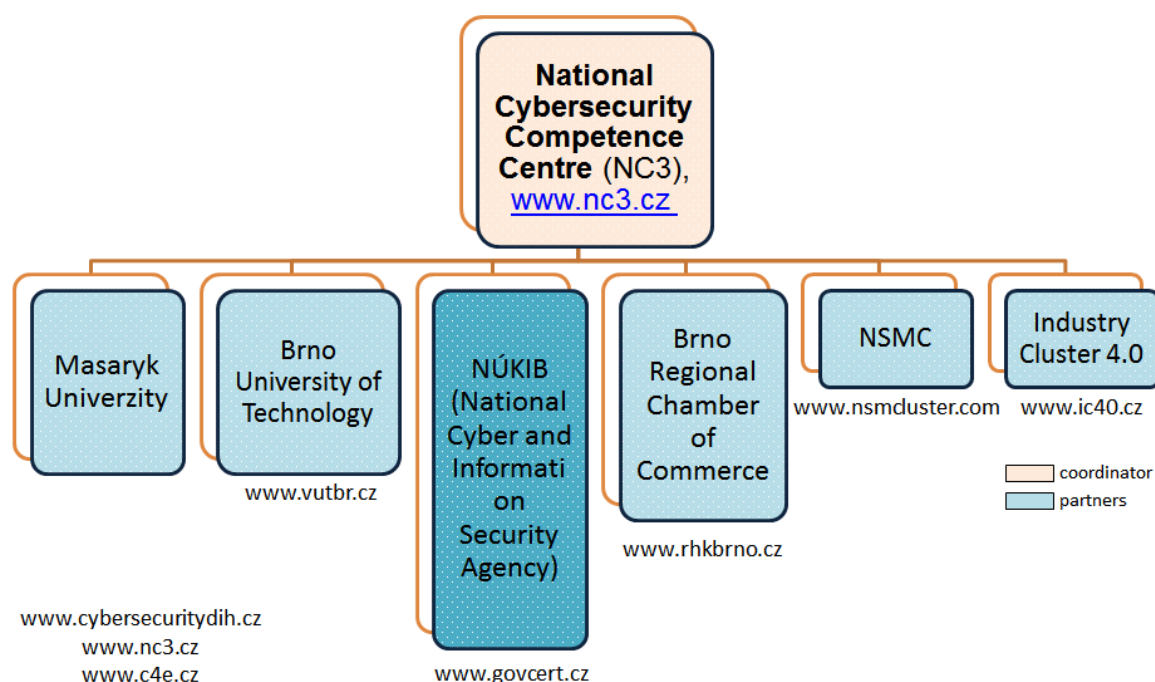 National
Cybersecurity
Competence
Centre (NC3),
www.nc3.cz
Masaryk
Univerzity
Brno
University of
Technology
www.vutbr.cz
NÚKIB
(National
Cyber and
Informati
on
Security
Agency)
www.govcert.cz
Brno
Regional
Chamber
of
Commerce
www.rhkbrno.cz
NSMC
www.nsmcluster.com
Industry
Cluster 4.0
www.ic40.cz
coordinator
partners
www.cybersecuritydih.cz
www.nc3.cz
www.c4e.cz